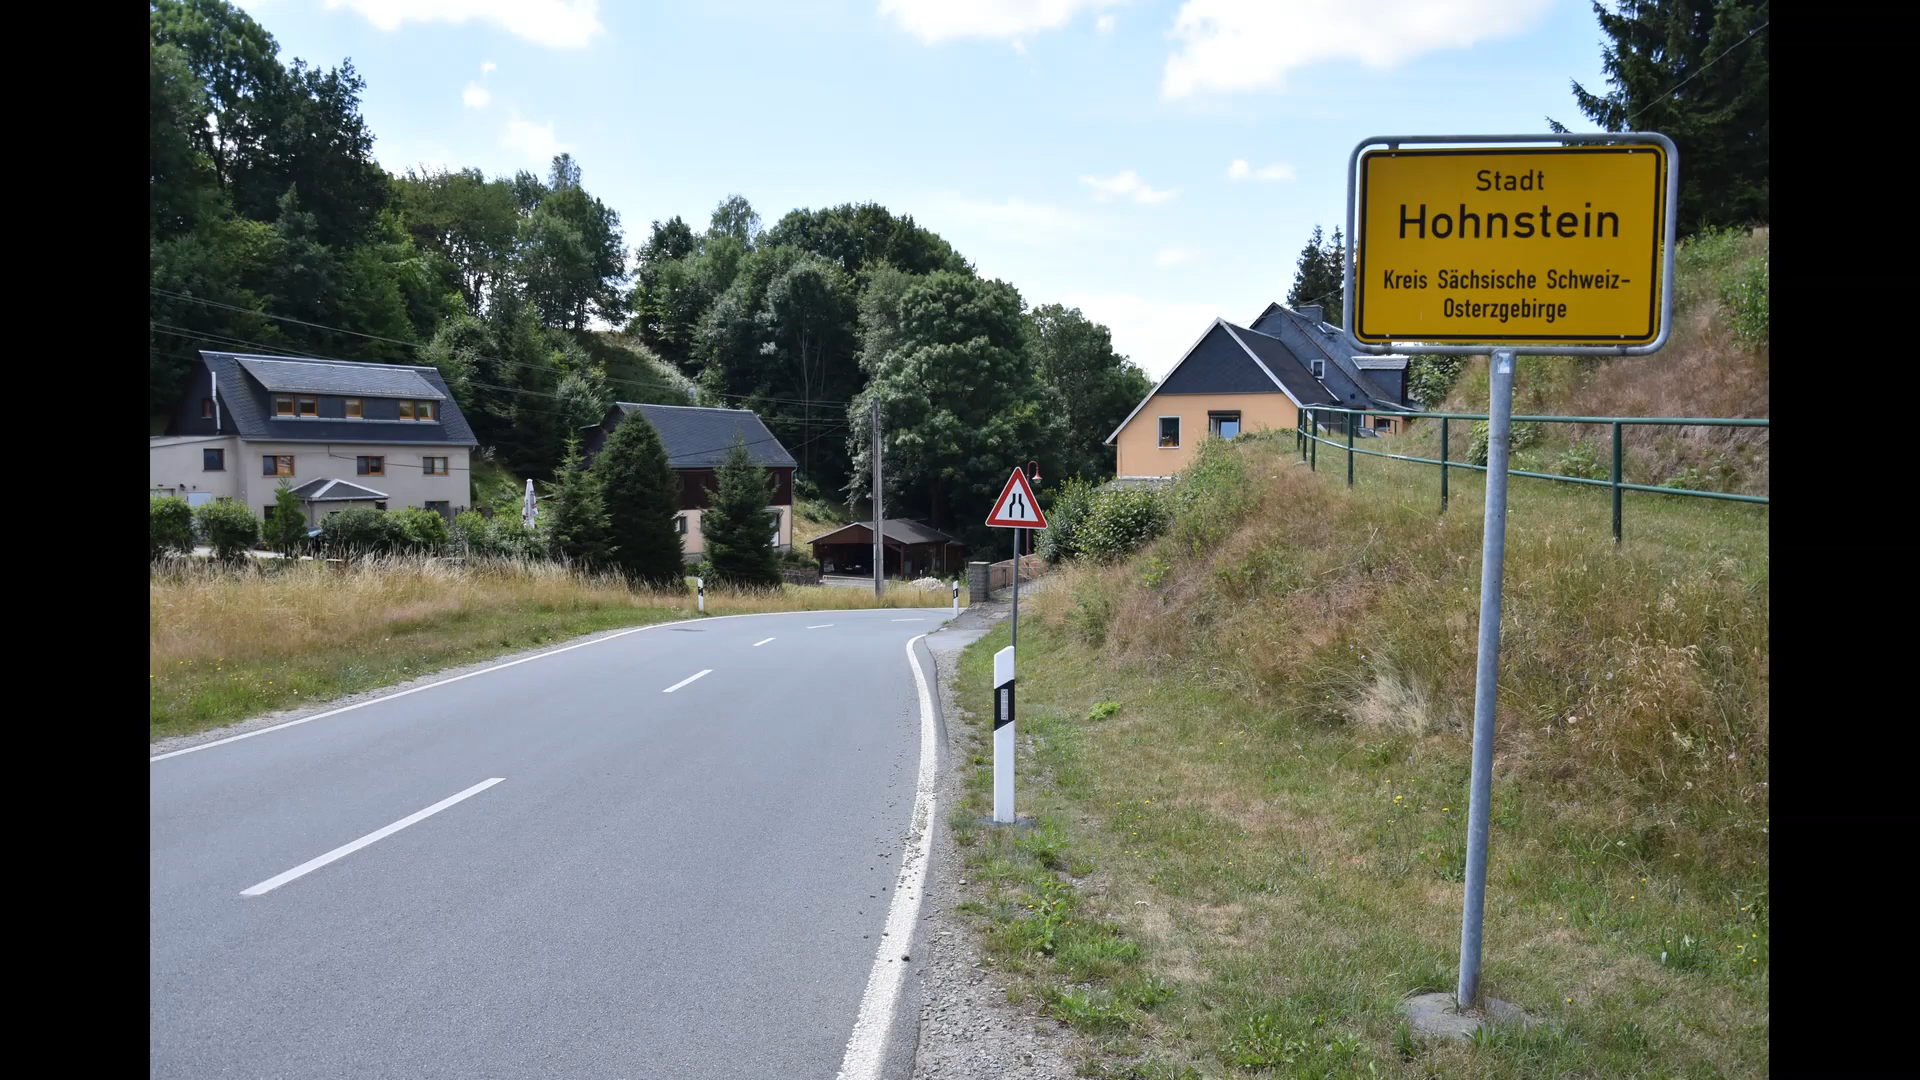 Stadt
Hohnstein
Kreis Sächsische Schweiz-
Osterzgebirge